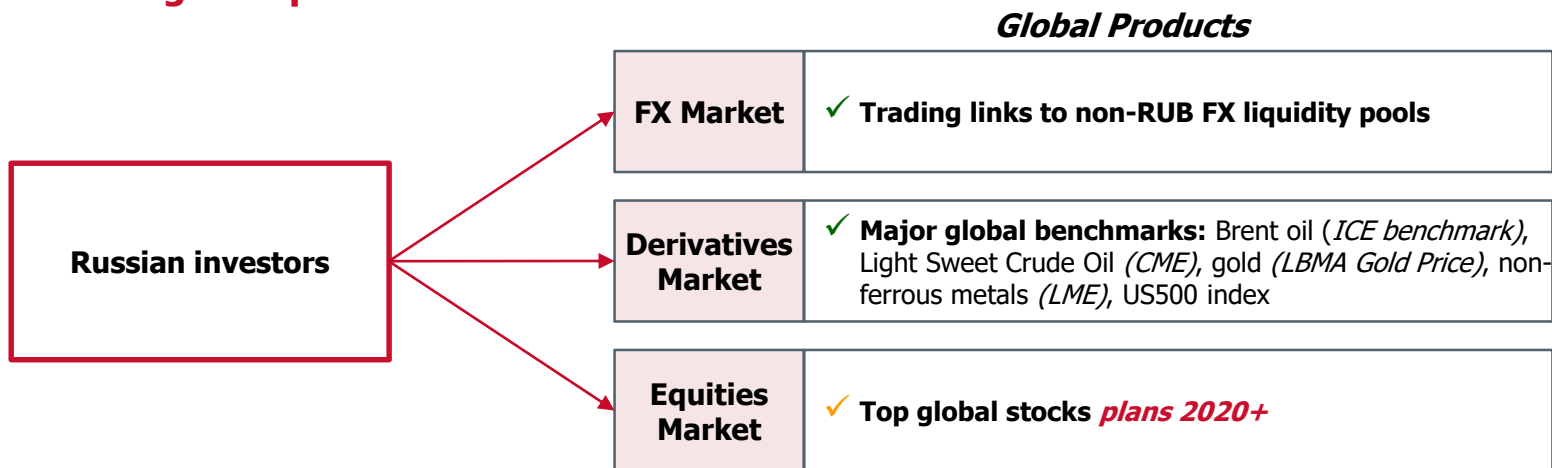 Global Products
Russian investors
FX Market
✓ Trading links to non-RUB FX liquidity pools
Derivatives
Market
✓ Major global benchmarks: Brent oil (ICE benchmark),
Light Sweet Crude Oil (CME), gold (LBMA Gold Price), non-
ferrous metals (LME), US500 index
Equities
Market
✓ Top global stocks plans 2020+